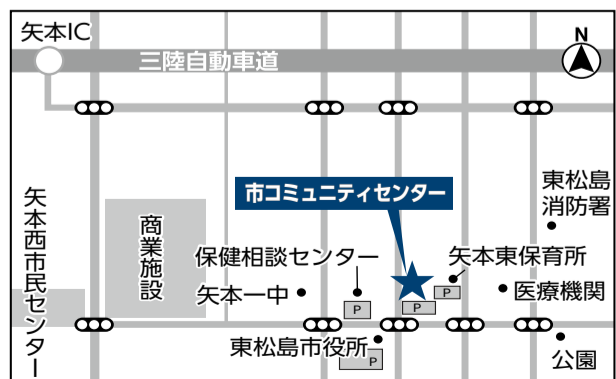 矢本IC
三陸自動車道
N
市コミュニティセンター
東松島
消防署
矢本西市民センター
商業施設
保健相談センター
矢本東保育所
矢本一中
医療機関
P
P
P
東松島市役所
P
公園